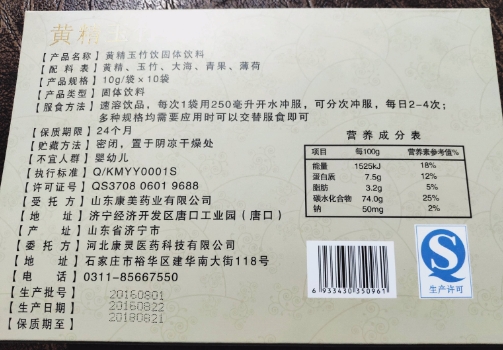 黄精玉
【产品名称】黄精玉竹饮固体饮料
【配 料 表】黄精、玉竹、大海、青果、薄荷
【产品规格】10g/袋×10袋
【产品类型】固体饮料
【服食方法】速溶饮品，每次1袋用250毫升开水冲服，可分次冲服，每日2-4次；
多种规格均需要应用时可以交替服食即可
【保质期限】24个月
【贮藏方法】密闭，置于阴凉干燥处
【不宜人群】婴幼儿
【执行标准】Q/KMYY0001S
【许可证号】QS3708 0601 9688
【受 托 方】山东康美药业有限公司
【地 址】济宁经济开发区唐口工业园（唐口）
【产 址】山东省济宁市
【委 托 方】河北康灵医药科技有限公司
【地 址】石家庄市裕华区建华南大街118号
【电 话】0311-85667550
【生产批号】20160801
【生产日期】20160822
【保质期至】20180821
营养成分表
项目 每100g 营养素参考值%
能量 1525kJ 18%
蛋白质 7.5g 12%
脂肪 3.2g 5%
碳水化合物 74.0g 25%
钠 50mg 2%
6 933430 350961
QS
生产许可